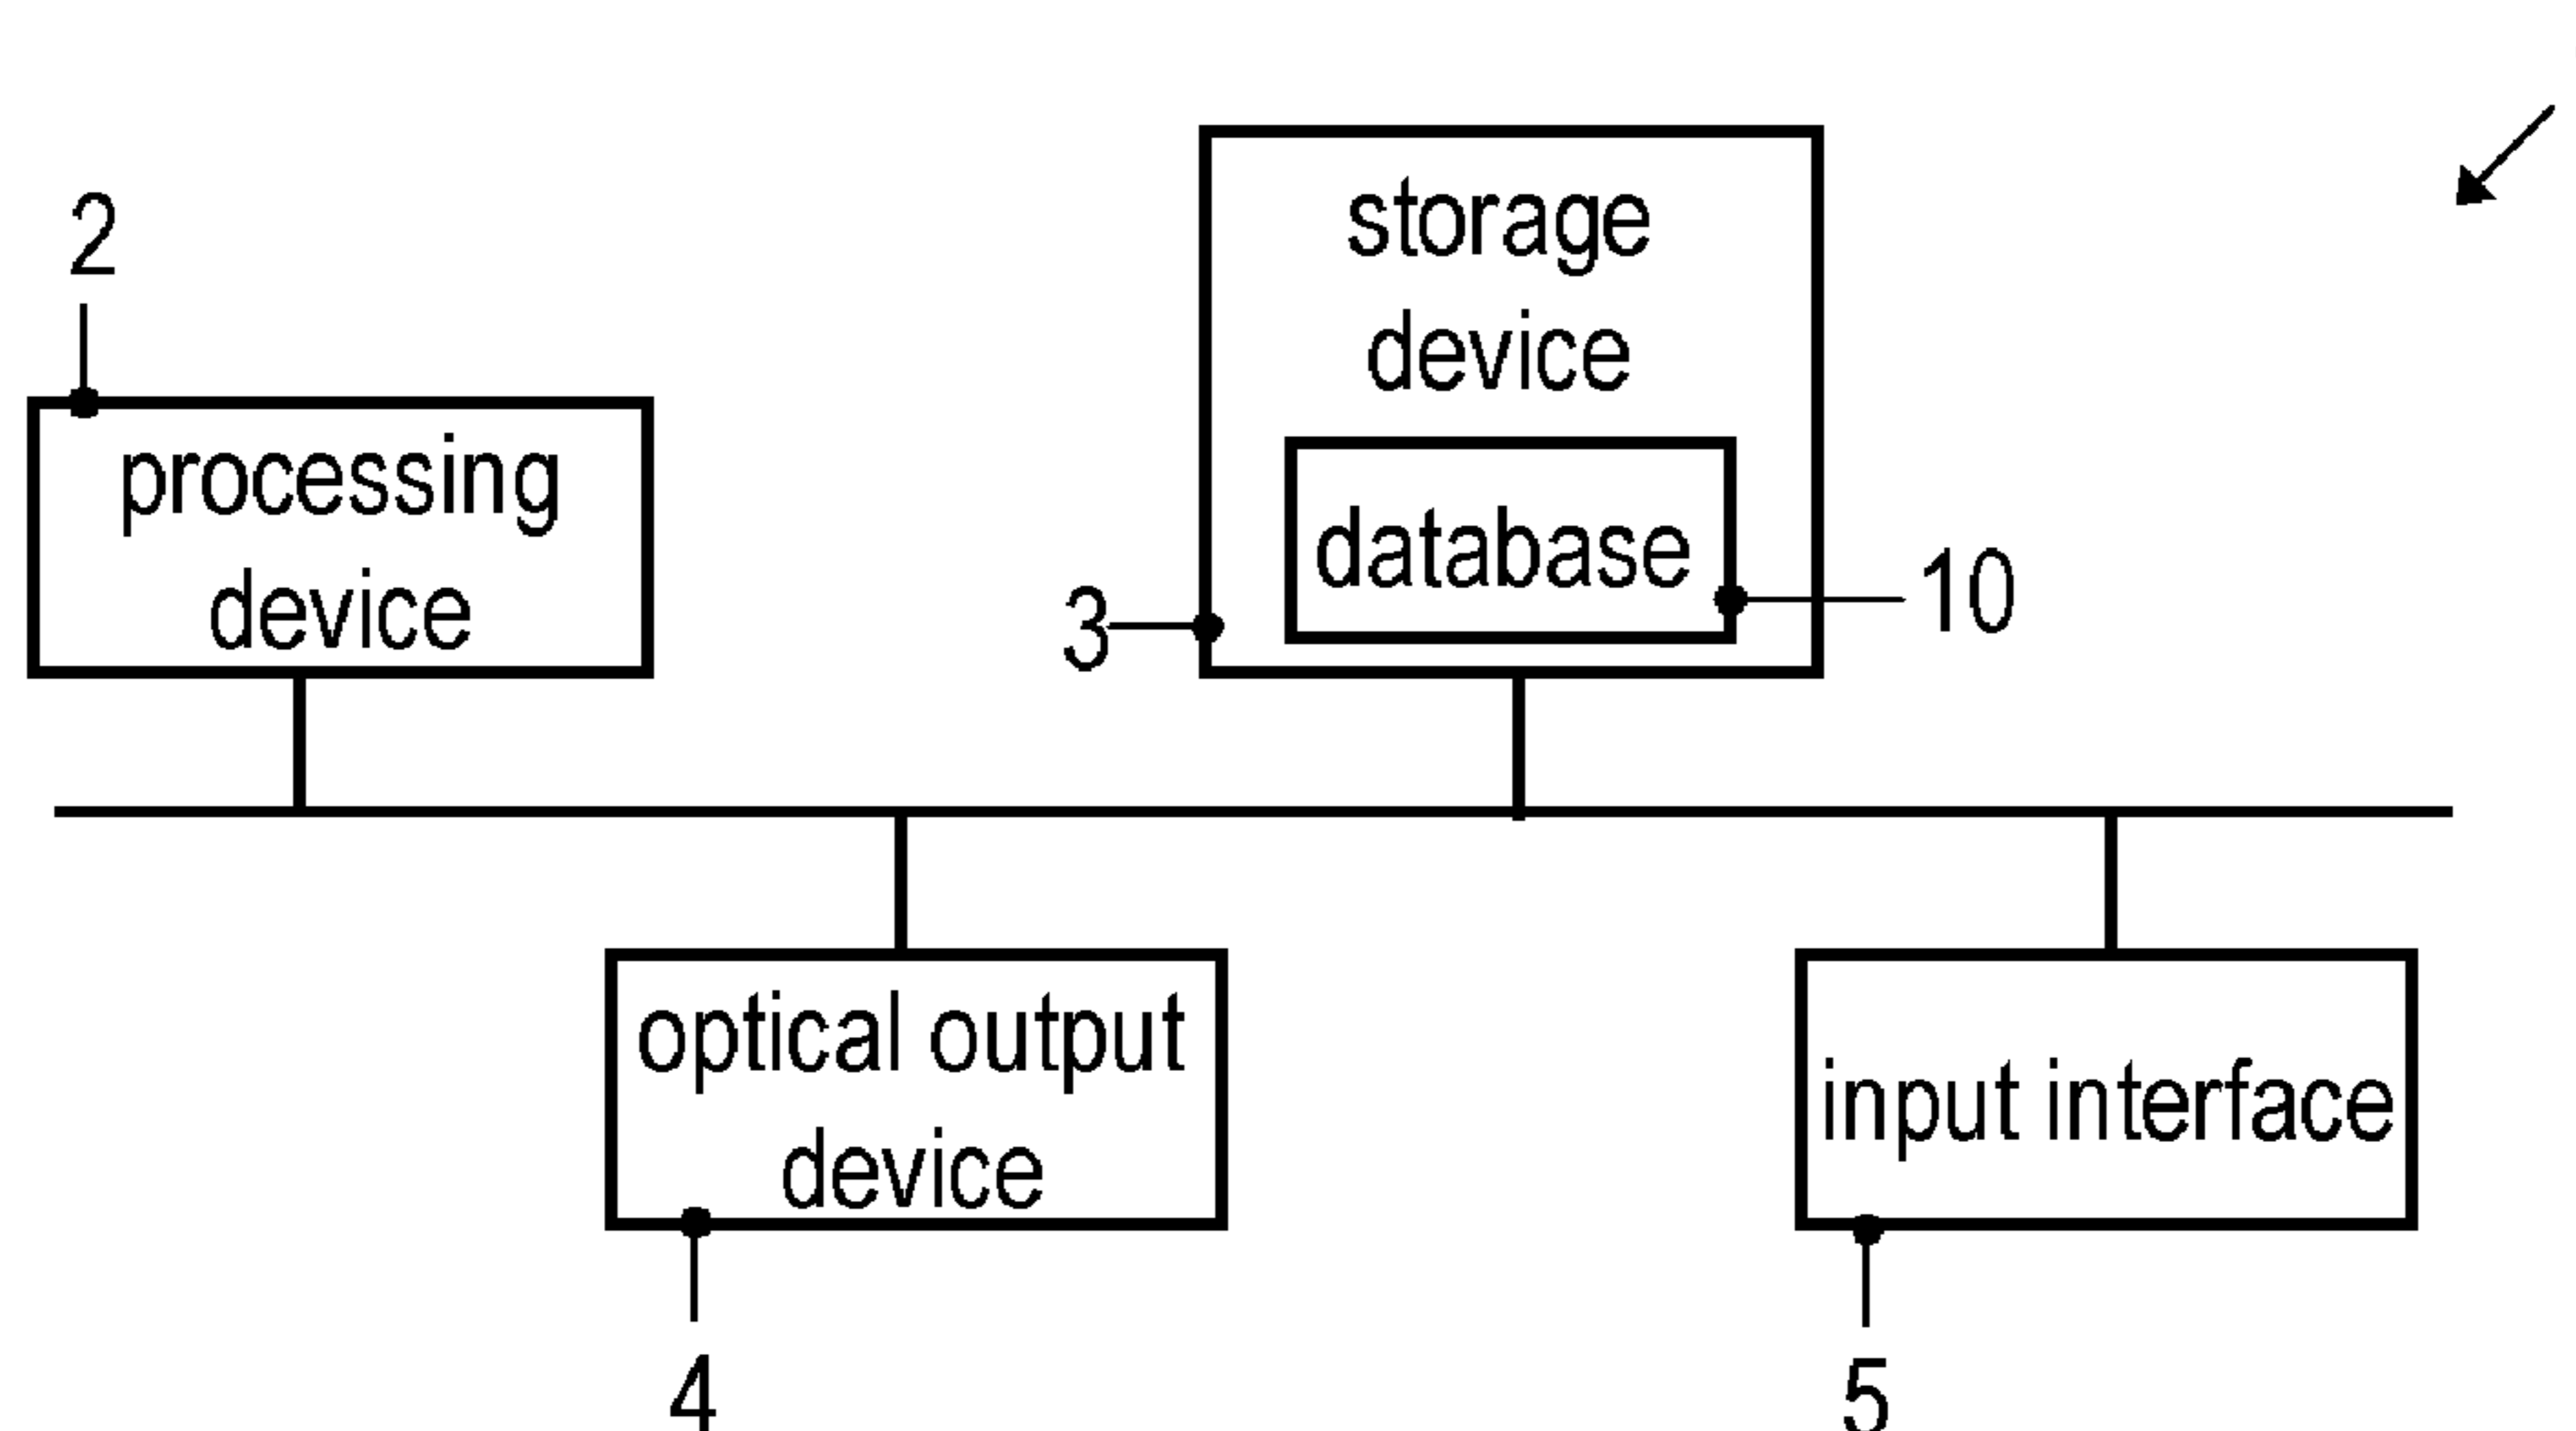 2
storage
device
processing
device
database
3
10
optical output
device
input interface
4
5